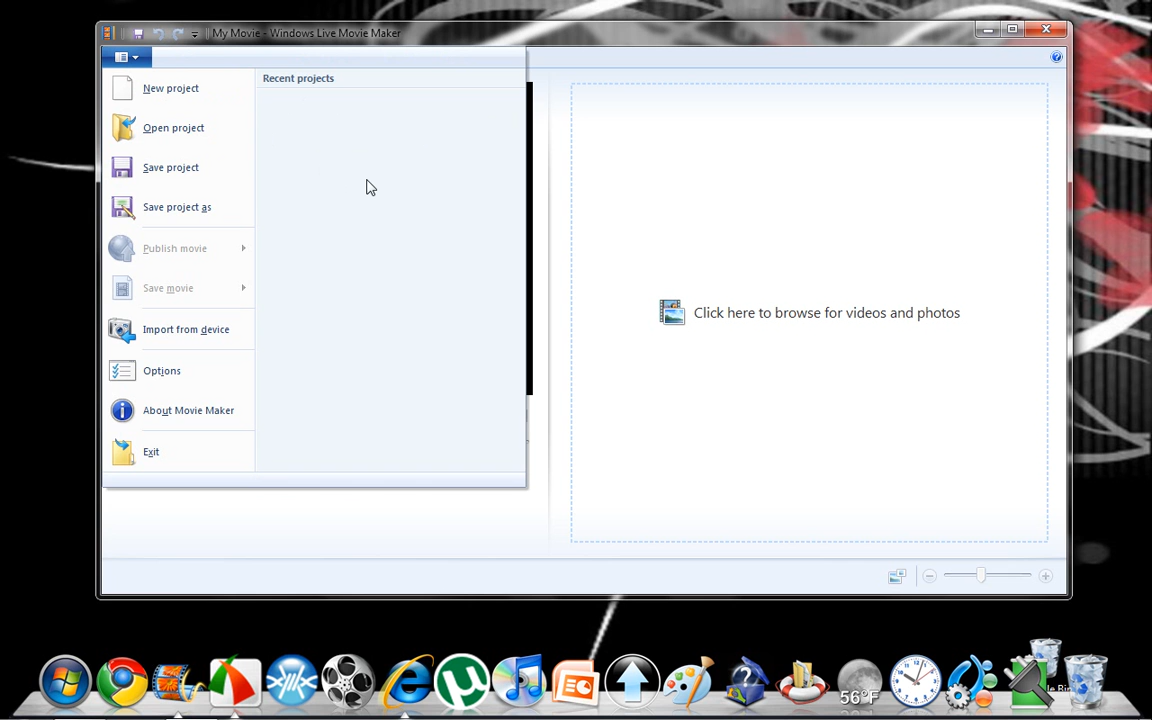 My Movie - Windows Live Movie Maker
Recent projects
New project
Open project
Save project
Save project as
Publish movie
Save movie
Import from device
Options
About Movie Maker
Exit
Click here to browse for videos and photos
56°F